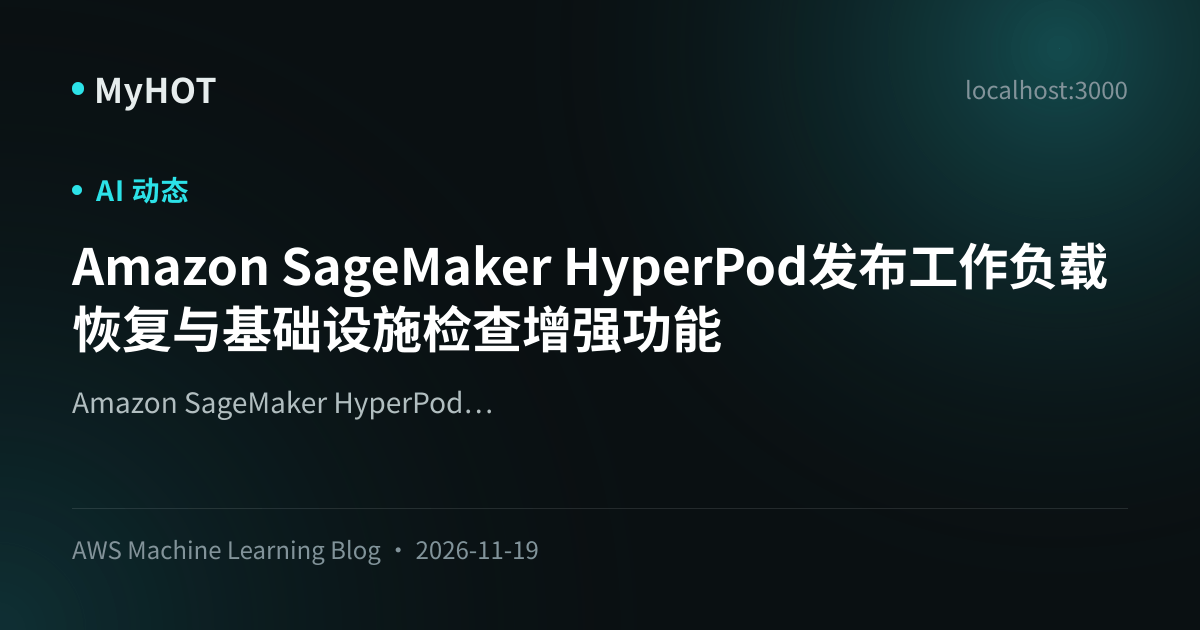 MyHOT
localhost:3000
AI 动态
Amazon SageMaker HyperPod发布工作负载
恢复与基础设施检查增强功能
Amazon SageMaker HyperPod…
AWS Machine Learning Blog • 2026-11-19